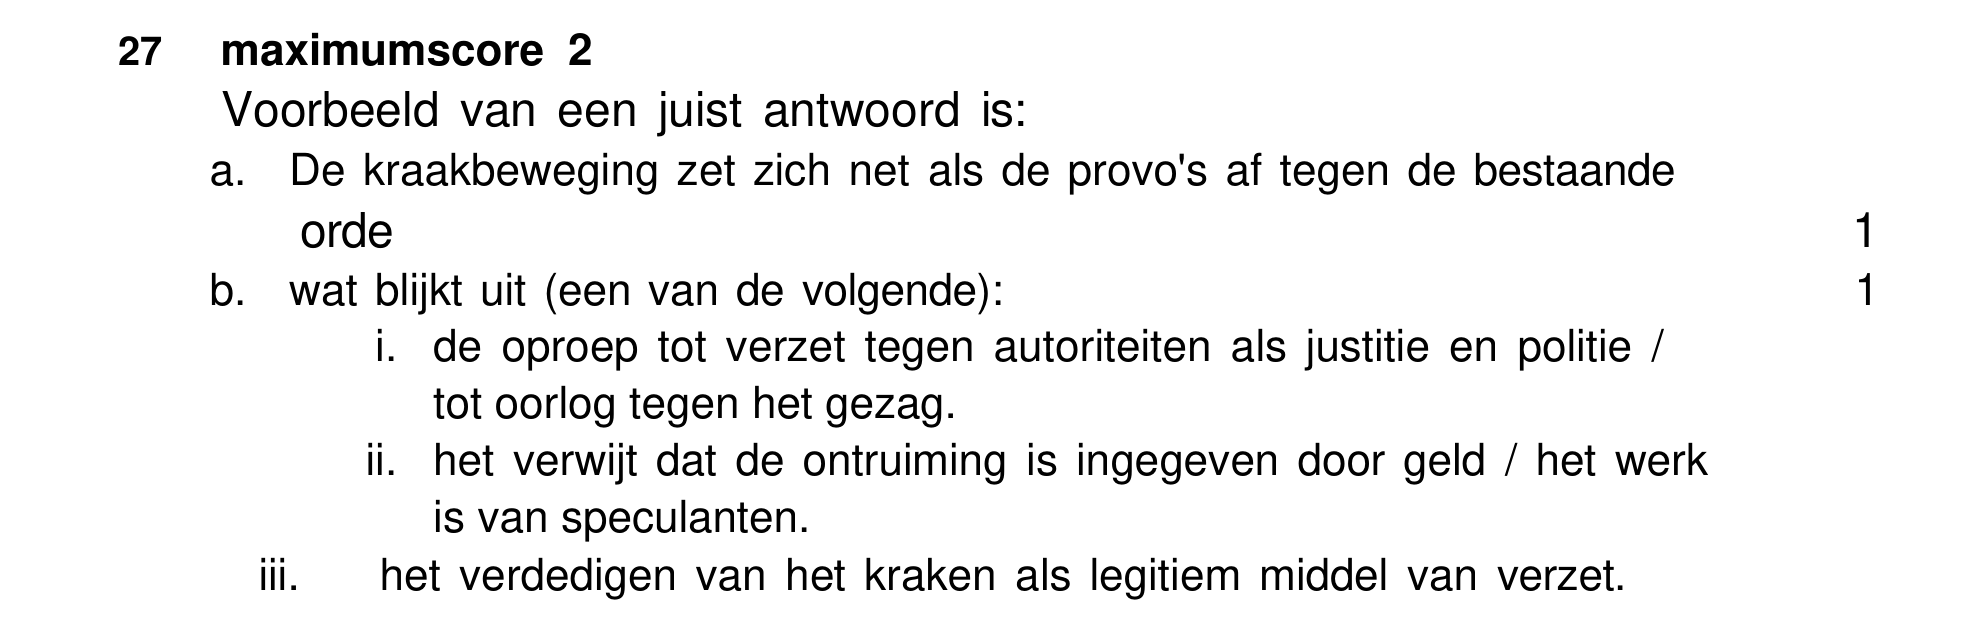 27 maximumscore 2
Voorbeeld van een juist antwoord is:
a. De kraakbeweging zet zich net als de provo's af tegen de bestaande
orde 1
b. wat blijkt uit (een van de volgende): 1
i. de oproep tot verzet tegen autoriteiten als justitie en politie /
tot oorlog tegen het gezag.
ii. het verwijt dat de ontruiming is ingegeven door geld / het werk
is van speculanten.
iii. het verdedigen van het kraken als legitiem middel van verzet.